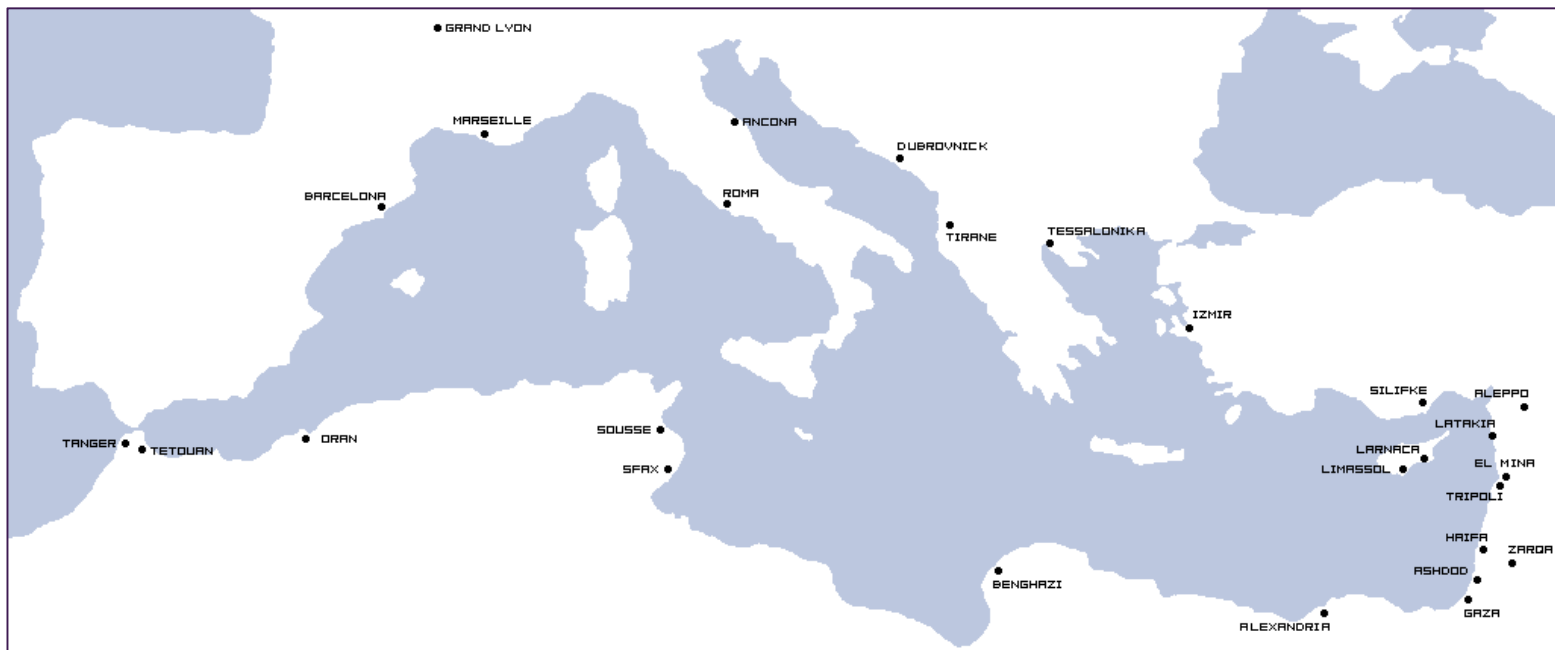 GRAND LYON
MARSEILLE
ANCONA
DUBROVNICK
BARCELONA
ROMA
TIRANE
TESSALONIKA
IZMIR
SILIFKE
ALEPPO
LATAKIA
TANGER
TETOUAN
ORAN
SOUSSE
SFAX
LARNACA
LIMASSOL
EL MINA
TRIPOLI
HAIFA
ZARQA
ASHDOD
BENGHAZI
GAZA
ALEXANDRIA